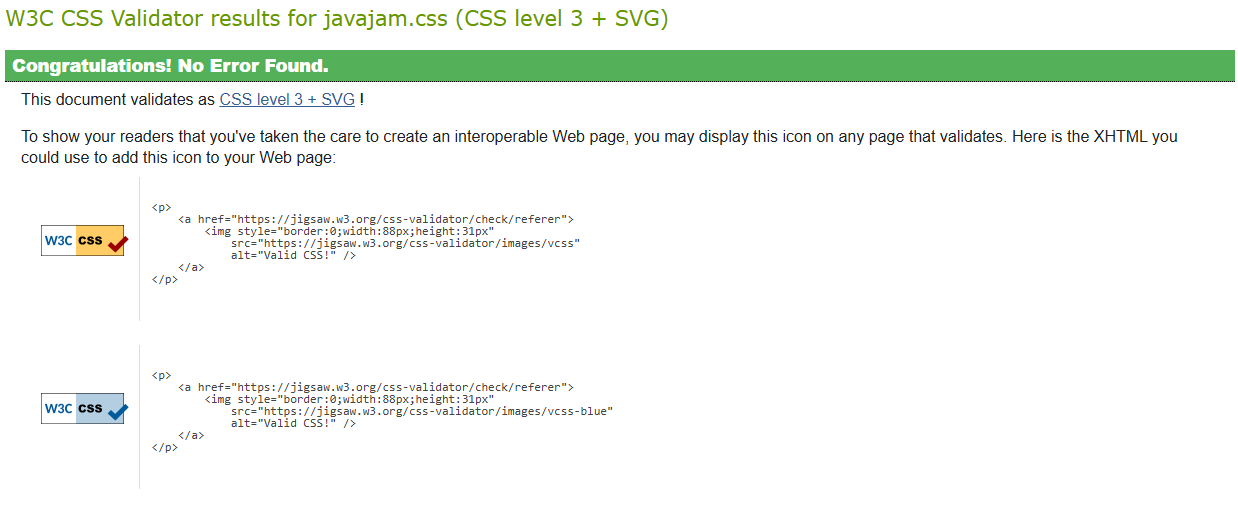 W3C CSS Validator results for javajam.css (CSS level 3 + SVG)
Congratulations! No Error Found.
This document validates as CSS level 3 + SVG !
To show your readers that you've taken the care to create an interoperable Web page, you may display this icon on any page that validates. Here is the XHTML you
could use to add this icon to your Web page:
W3C CSS
<p>
    <a href="https://jigsaw.w3.org/css-validator/check/referer">
        <img style="border:0;width:88px;height:31px"
            src="https://jigsaw.w3.org/css-validator/images/vcss"
            alt="Valid CSS!" />
    </a>
</p>
W3C CSS
<p>
    <a href="https://jigsaw.w3.org/css-validator/check/referer">
        <img style="border:0;width:88px;height:31px"
            src="https://jigsaw.w3.org/css-validator/images/vcss-blue"
            alt="Valid CSS!" />
    </a>
</p>